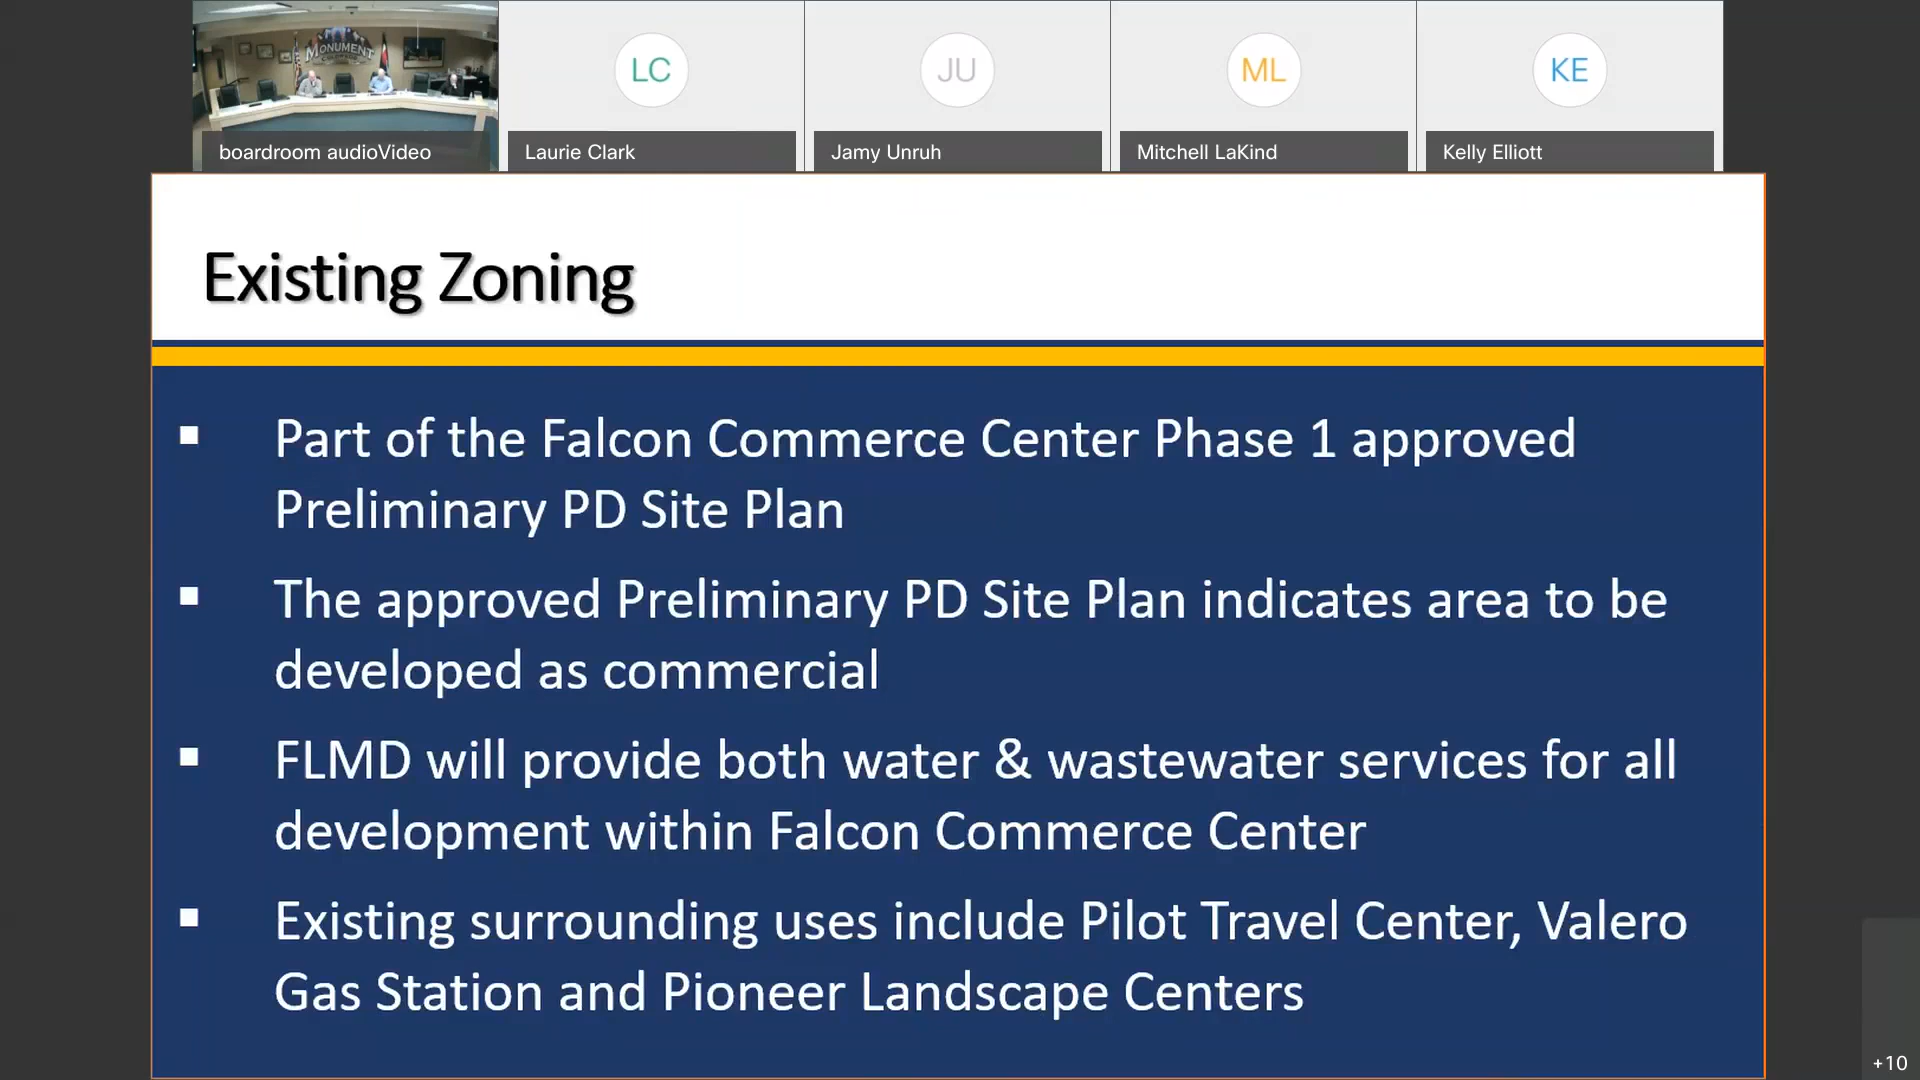 MONUMENT
LC
JU
ML
KE
boardroom audioVideo
Laurie Clark
Jamy Unruh
Mitchell LaKind
Kelly Elliott
Existing Zoning
Part of the Falcon Commerce Center Phase 1 approved
Preliminary PD Site Plan
The approved Preliminary PD Site Plan indicates area to be
developed as commercial
FLMD will provide both water & wastewater services for all
development within Falcon Commerce Center
Existing surrounding uses include Pilot Travel Center, Valero
Gas Station and Pioneer Landscape Centers
+10